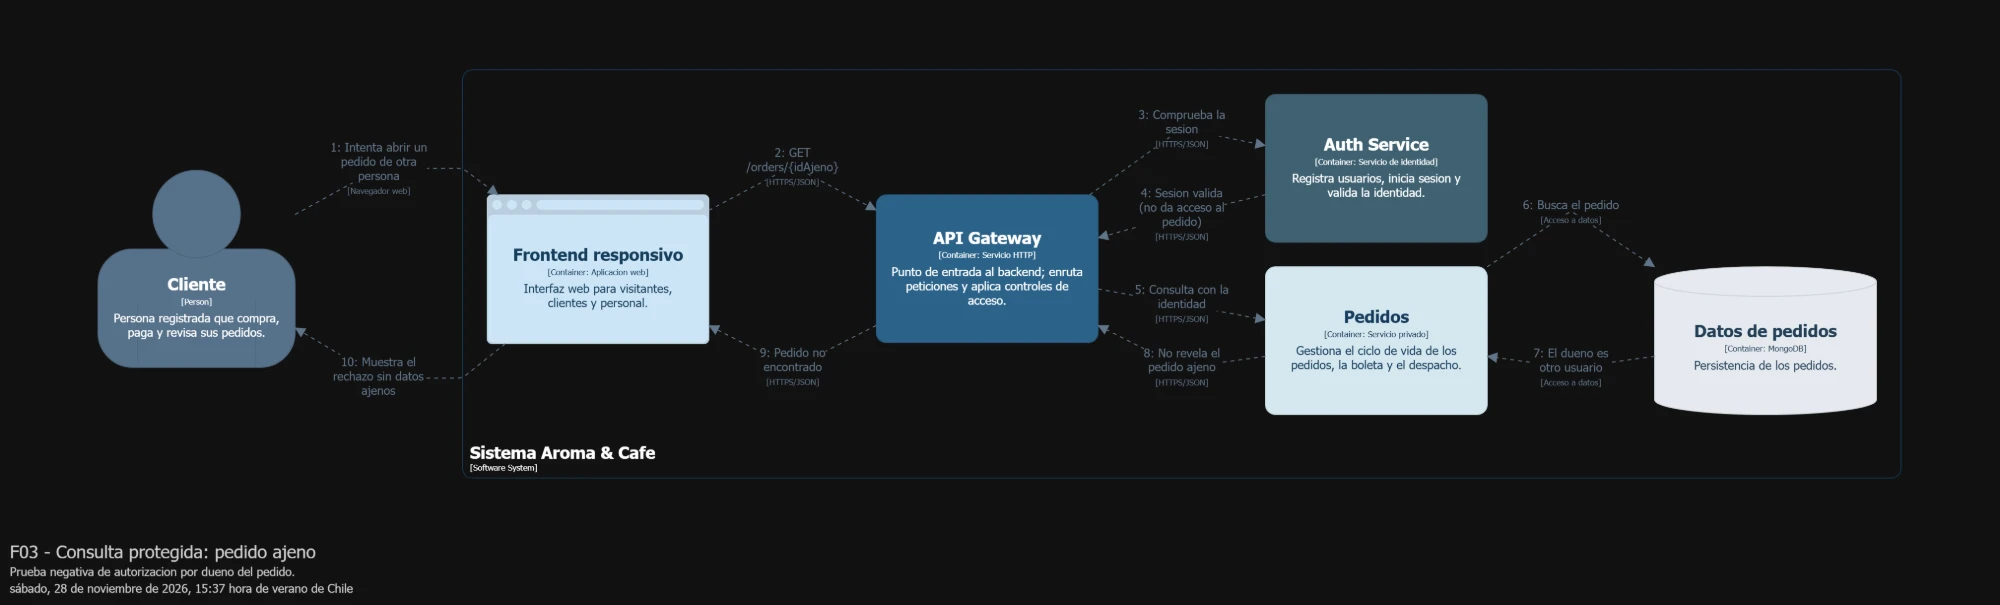 1: Intenta abrir un
pedido de otra
persona
[Navegador web]
Cliente
[Person]
Persona registrada que compra,
paga y revisa sus pedidos.
10: Muestra el
rechazo sin datos
ajenos
Frontend responsivo
[Container: Aplicacion web]
Interfaz web para visitantes,
clientes y personal.
2: GET
/orders/{idAjeno}
[HTTPS/JSON]
9: Pedido no
encontrado
[HTTPS/JSON]
API Gateway
[Container: Servicio HTTP]
Punto de entrada al backend; enruta
peticiones y aplica controles de
acceso.
3: Comprueba la
sesion
[HTTPS/JSON]
4: Sesion valida
(no da acceso al
pedido)
[HTTPS/JSON]
5: Consulta con la
identidad
[HTTPS/JSON]
8: No revela el
pedido ajeno
[HTTPS/JSON]
Auth Service
[Container: Servicio de identidad]
Registra usuarios, inicia sesion y
valida la identidad.
Pedidos
[Container: Servicio privado]
Gestiona el ciclo de vida de los
pedidos, la boleta y el despacho.
6: Busca el pedido
[Acceso a datos]
7: El dueno es
otro usuario
[Acceso a datos]
Datos de pedidos
[Container: MongoDB]
Persistencia de los pedidos.
Sistema Aroma & Cafe
[Software System]
F03 - Consulta protegida: pedido ajeno
Prueba negativa de autorizacion por dueno del pedido.
sábado, 28 de noviembre de 2026, 15:37 hora de verano de Chile